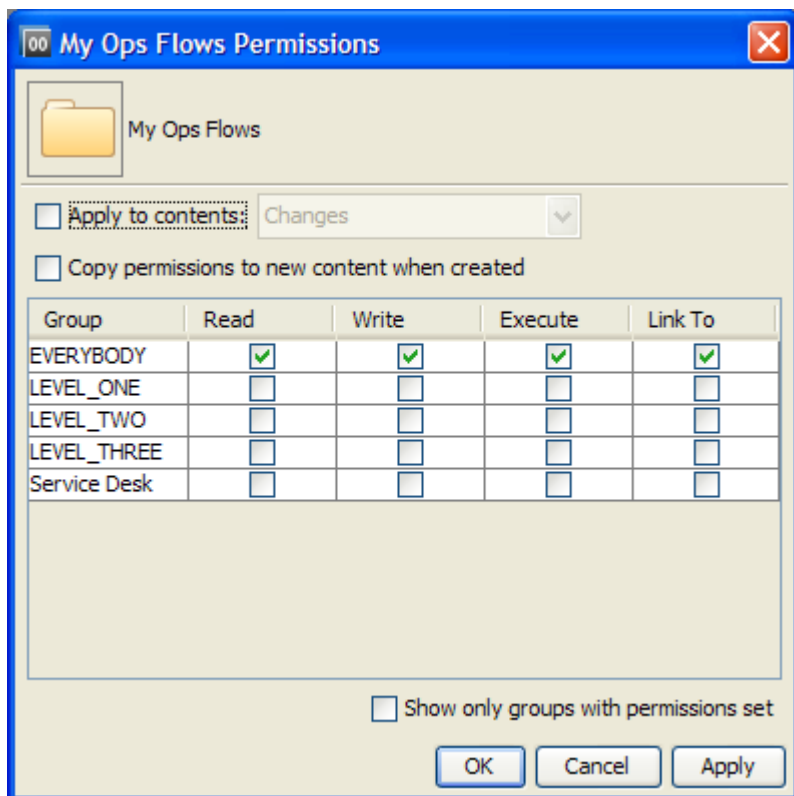 OO My Ops Flows Permissions
My Ops Flows
Apply to contents: Changes
Copy permissions to new content when created
Group Read Write Execute Link To
EVERYBODY
LEVEL_ONE
LEVEL_TWO
LEVEL_THREE
Service Desk
Show only groups with permissions set
OK Cancel Apply